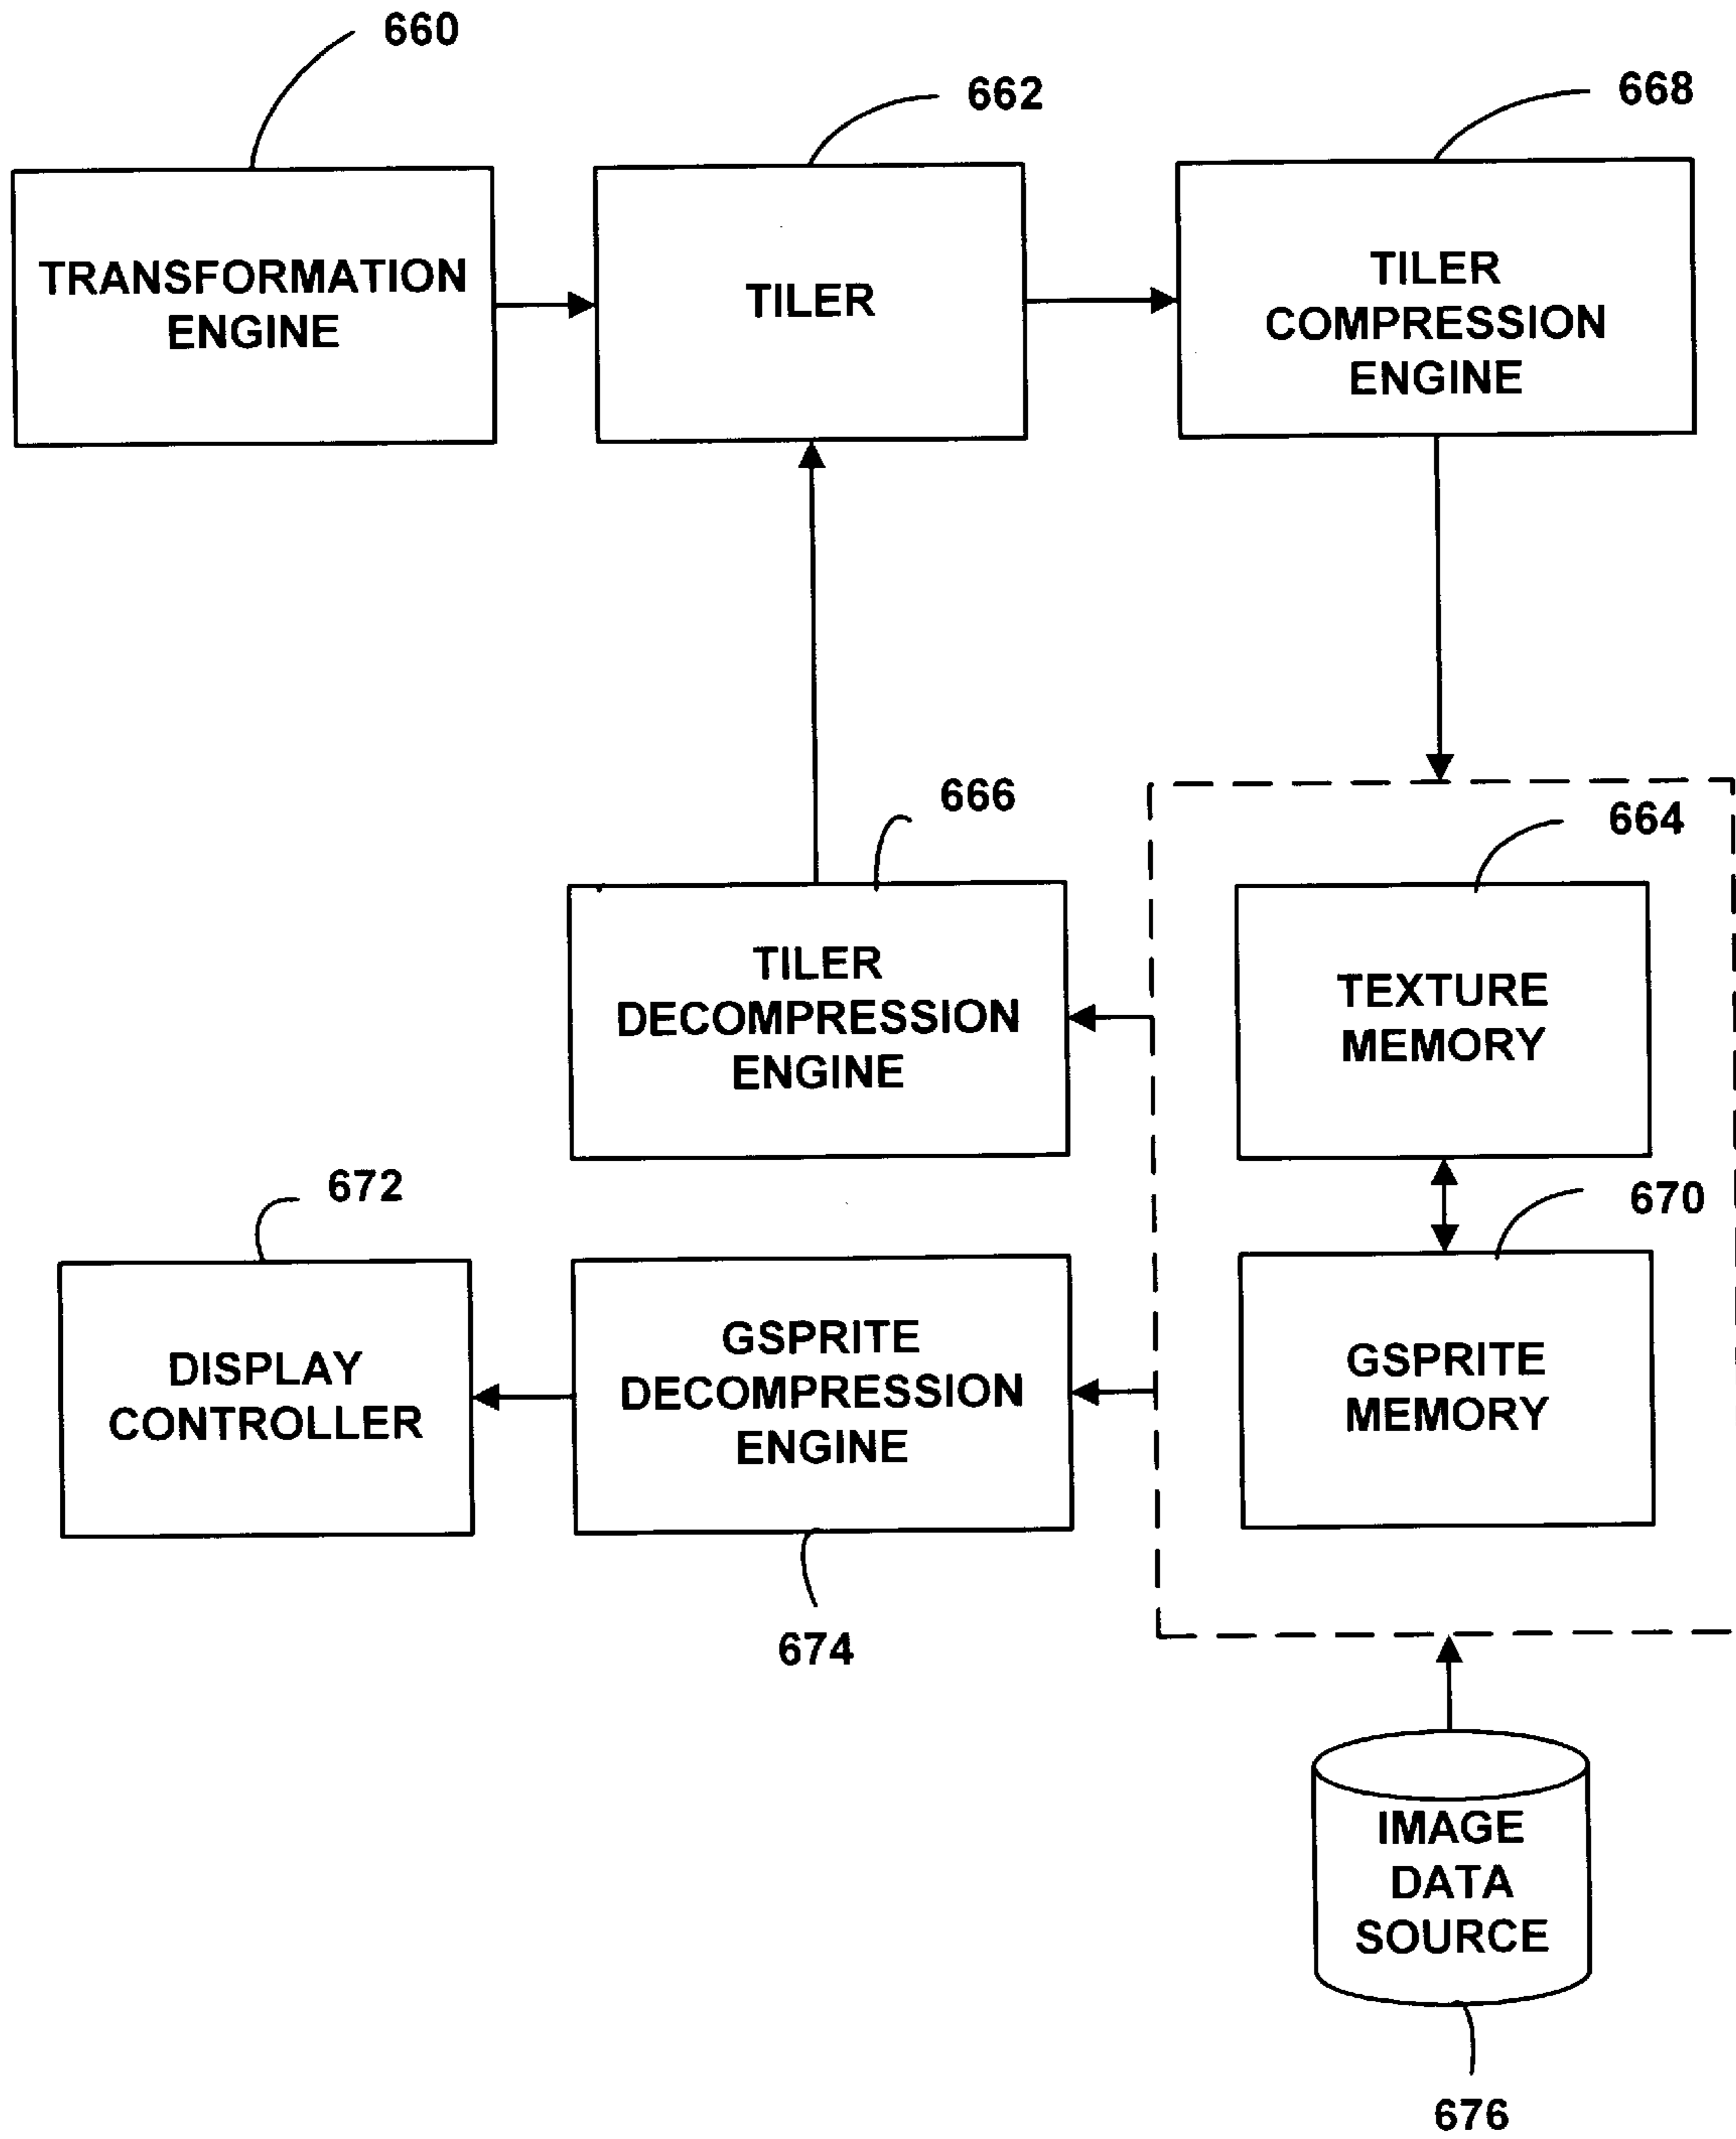 660
662
668
TRANSFORMATION
ENGINE
TILER
TILER
COMPRESSION
ENGINE
666
664
TILER
DECOMPRESSION
ENGINE
TEXTURE
MEMORY
672
670
DISPLAY
CONTROLLER
GSPRITE
DECOMPRESSION
ENGINE
GSPRITE
MEMORY
674
IMAGE
DATA
SOURCE
676